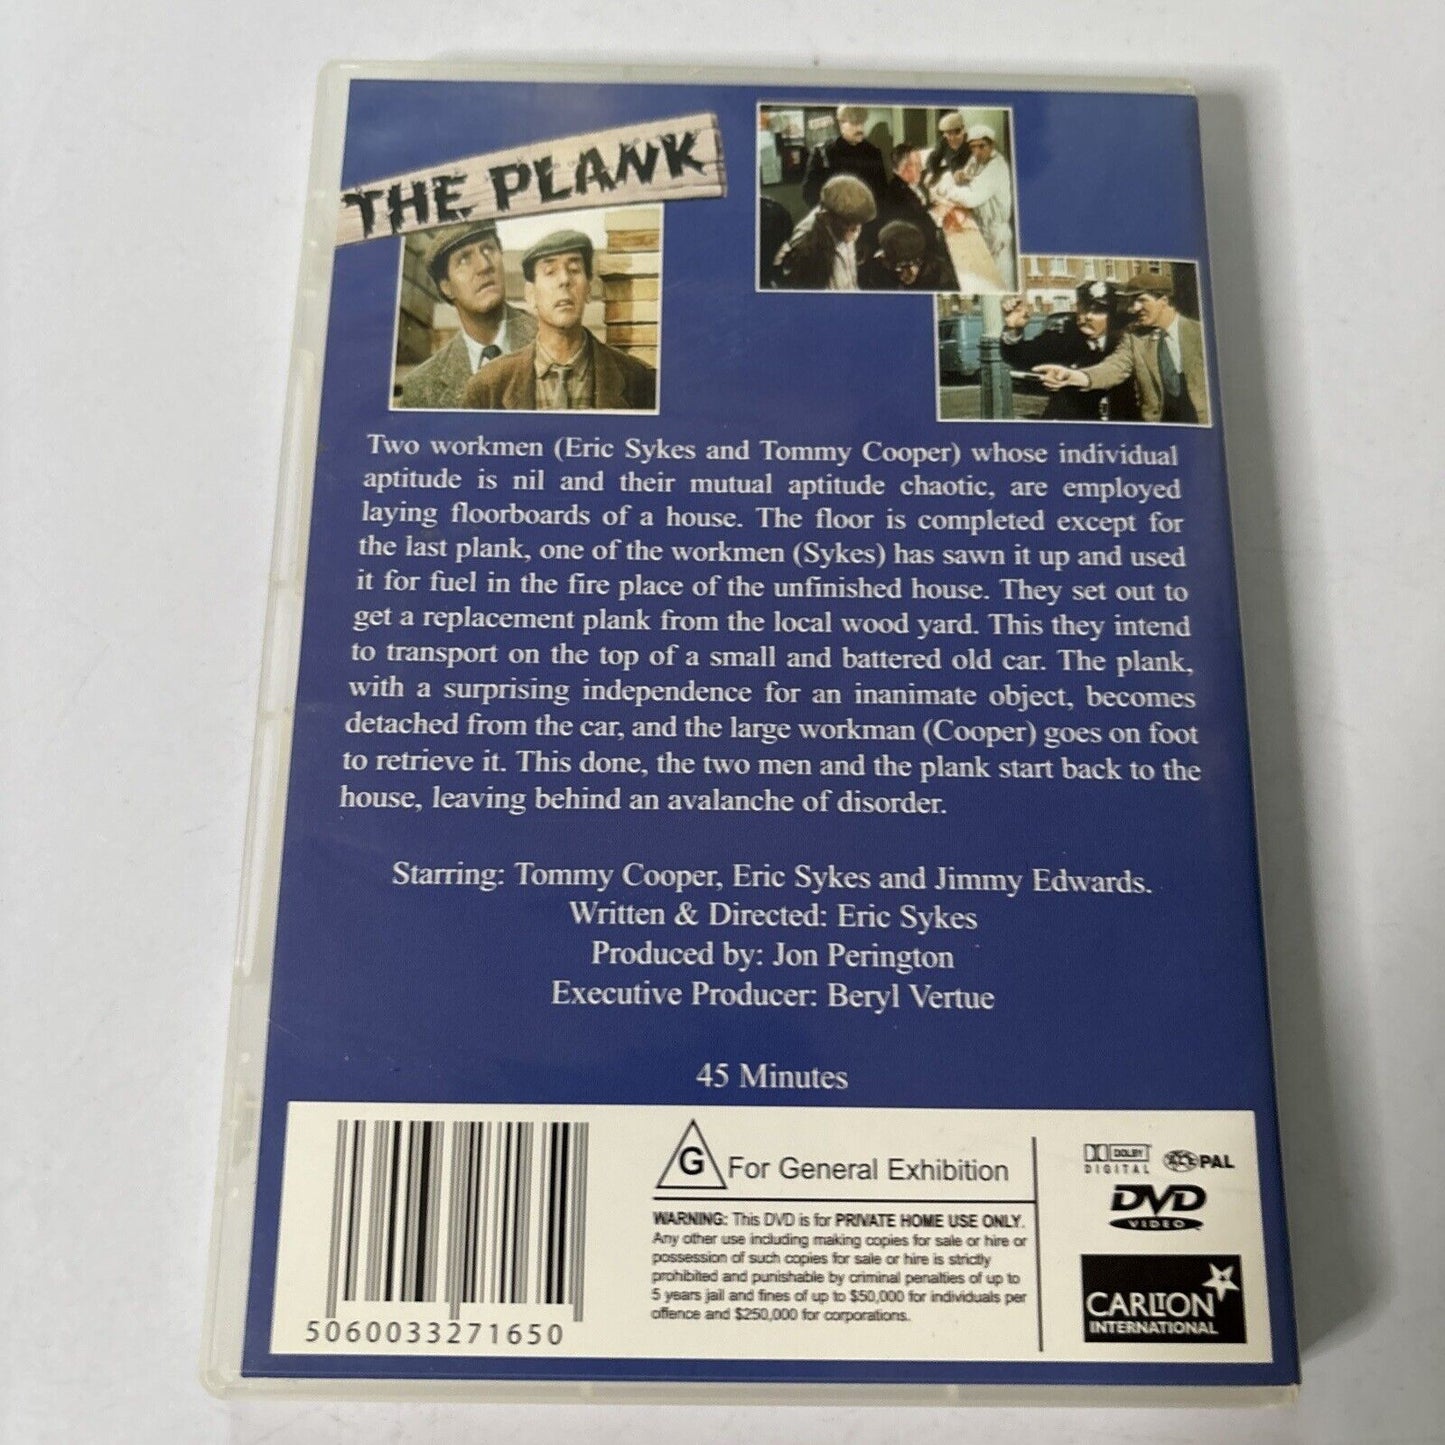 THE PLANK
Two workmen (Eric Sykes and Tommy Cooper) whose individual
aptitude is nil and their mutual aptitude chaotic, are employed
laying floorboards of a house. The floor is completed except for
the last plank, one of the workmen (Sykes) has sawn it up and used
it for fuel in the fire place of the unfinished house. They set out to
get a replacement plank from the local wood yard. This they intend
to transport on the top of a small and battered old car. The plank,
with a surprising independence for an inanimate object, becomes
detached from the car, and the large workman (Cooper) goes on foot
to retrieve it. This done, the two men and the plank start back to the
house, leaving behind an avalanche of disorder.
Starring: Tommy Cooper, Eric Sykes and Jimmy Edwards.
Written & Directed: Eric Sykes
Produced by: Jon Perington
Executive Producer: Beryl Vertue
45 Minutes
5060033271650
G For General Exhibition
WARNING: This DVD is for PRIVATE HOME USE ONLY.
Any other use including making copies for sale or hire or
possession of such copies for sale or hire is strictly
prohibited and punishable by criminal penalties of up to
5 years jail and fines of up to $50,000 for individuals per
offence and $250,000 for corporations.
DOLBY
DIGITAL
PAL
DVD
VIDEO
CARLTON
INTERNATIONAL